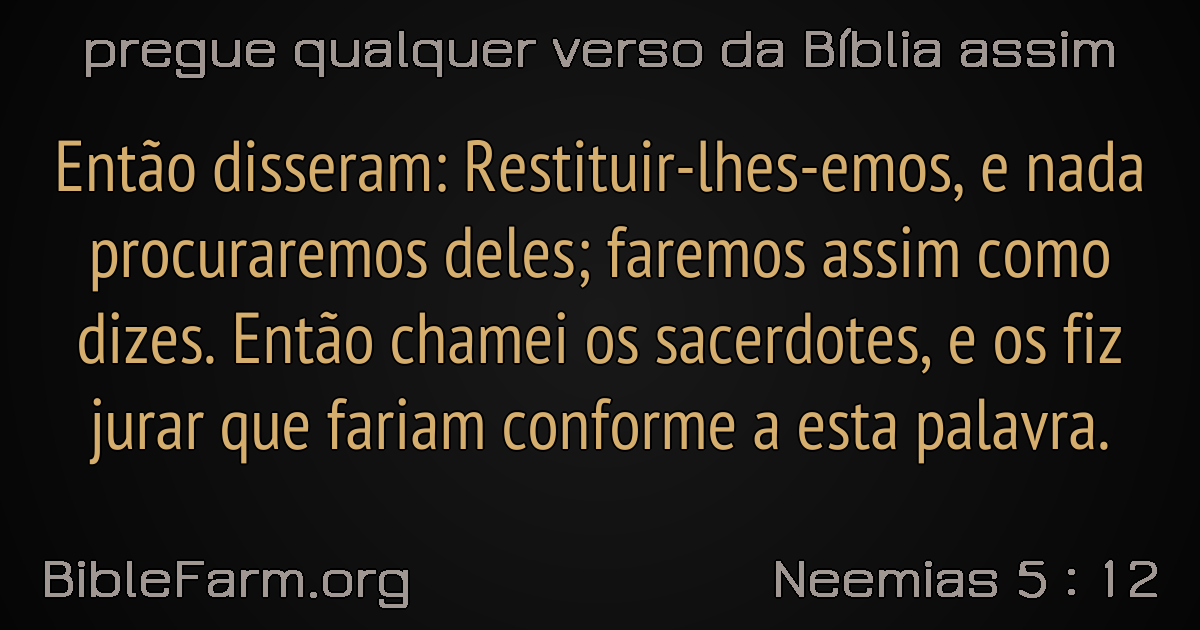 pregue qualquer verso da Bíblia assim
Então disseram: Restituir-lhes-emos, e nada
procuraremos deles; faremos assim como
dizes. Então chamei os sacerdotes, e os fiz
jurar que fariam conforme a esta palavra.
BibleFarm.org
Neemias 5 : 12